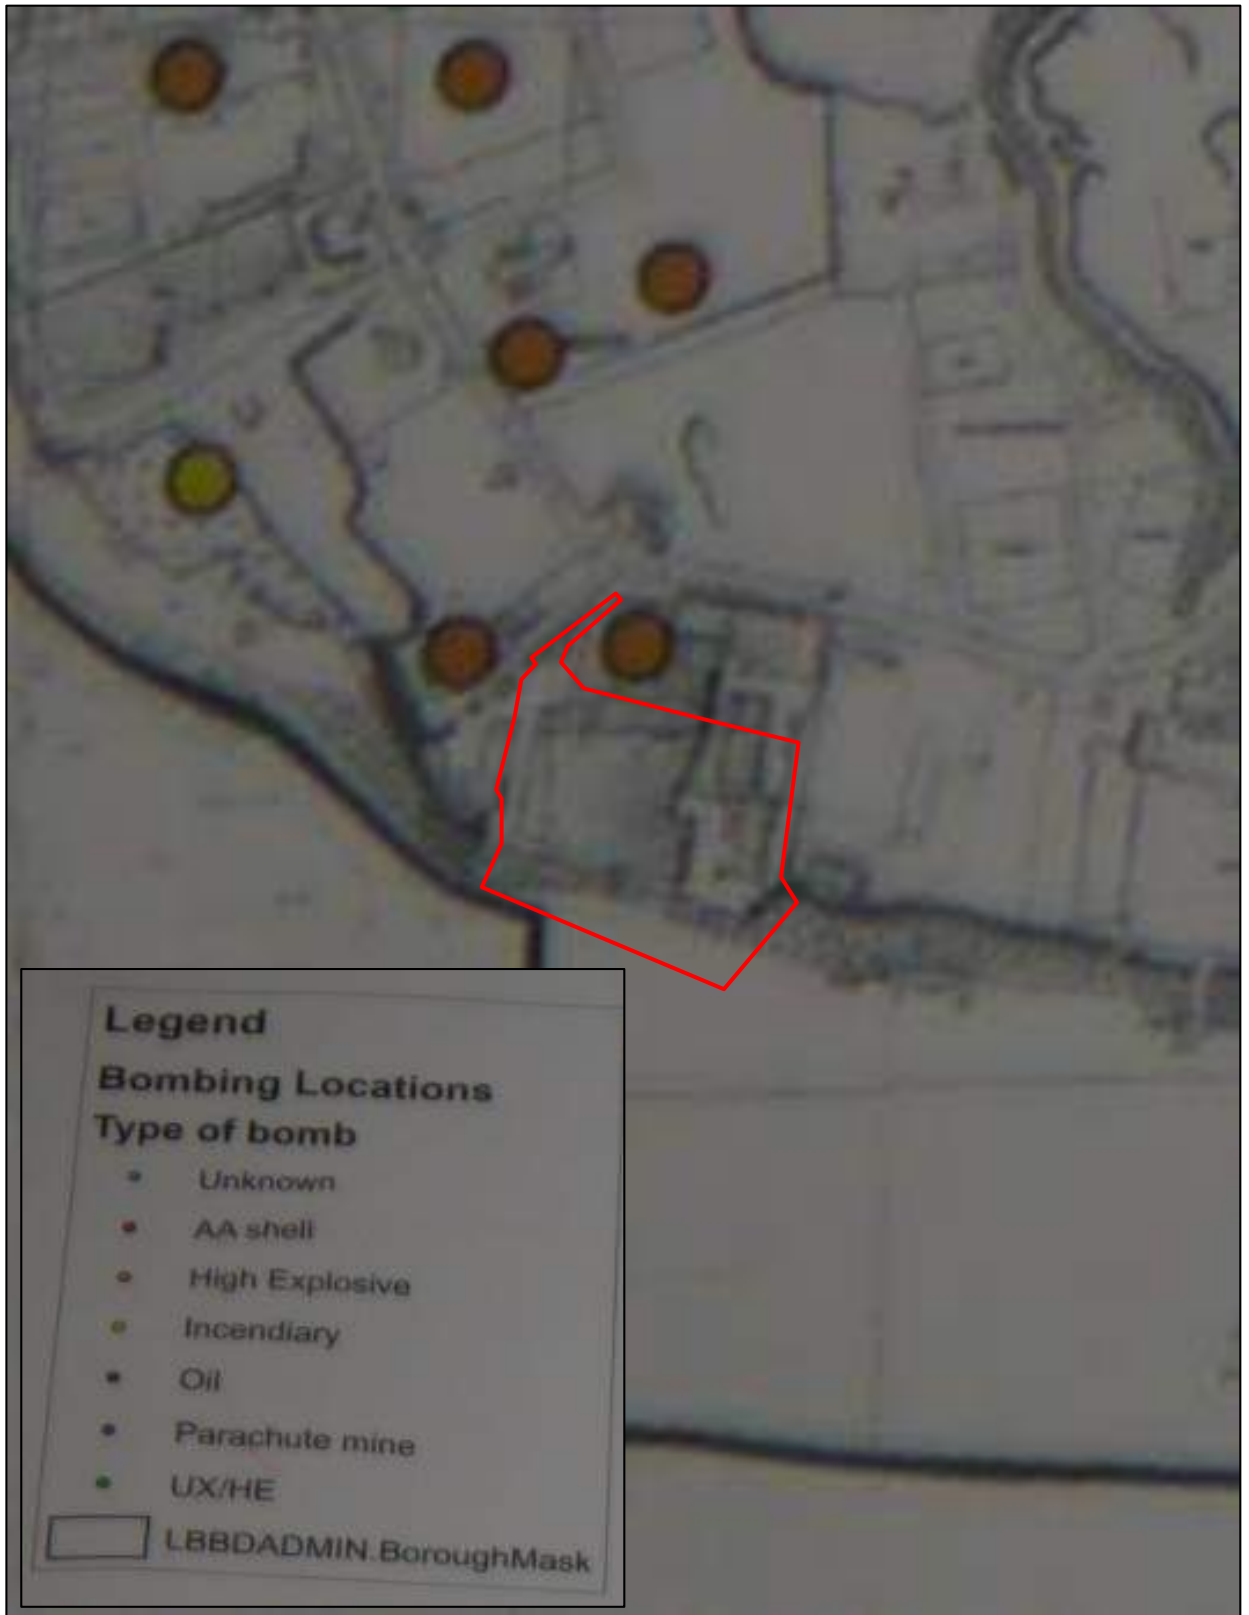 Legend
Bombing Locations
Type of bomb
Unknown
AA shell
High Explosive
Incendiary
Oil
Parachute mine
UX/HE
LBBDADMIN.BoroughMask